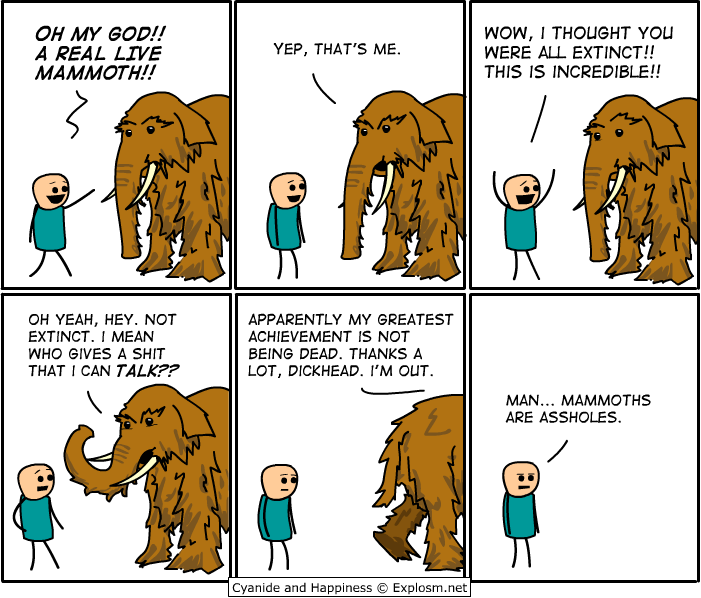 OH MY GOD!!
A REAL LIVE
MAMMOTH!!
YEP, THAT'S ME.
WOW, I THOUGHT YOU
WERE ALL EXTINCT!!
THIS IS INCREDIBLE!!
OH YEAH, HEY. NOT
EXTINCT. I MEAN
WHO GIVES A SHIT
THAT I CAN TALK??
APPARENTLY MY GREATEST
ACHIEVEMENT IS NOT
BEING DEAD. THANKS A
LOT, DICKHEAD. I'M OUT.
MAN... MAMMOTHS
ARE ASSHOLES.
Cyanide and Happiness © Explosm.net